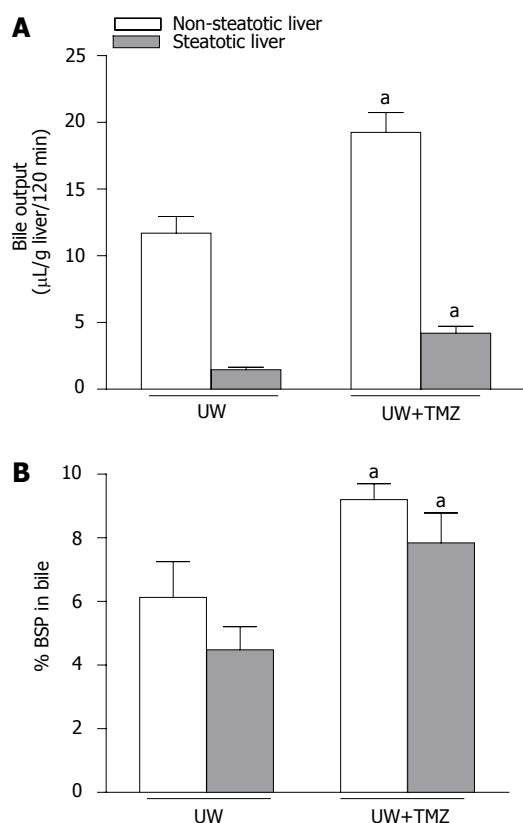 A
Non-steatotic liver
Steatotic liver
Bile output
(μL/g liver/120 min)
25
20
15
10
5
0
a
a
UW
UW+TMZ
B
% BSP in bile
10
8
6
4
2
0
a
a
UW
UW+TMZ